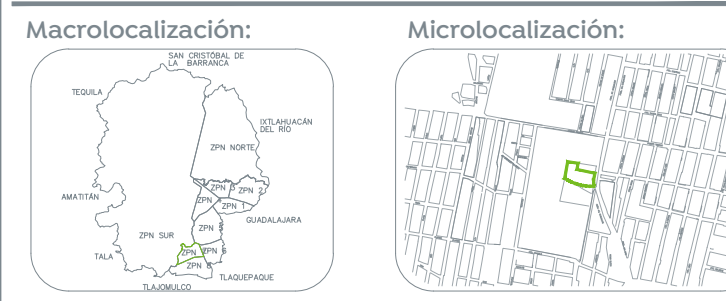 Macrolocalización:
SAN CRISTÓBAL DE
LA BARRANCA
TEQUILA
IXTLAHUACÁN
DEL RÍO
ZPN NORTE
ZPN 3
ZPN 2
ZPN
ZPN 1
AMATITÁN
GUADALAJARA
ZPN 5
ZPN SUR
ZPN
ZPN 6
TALA
ZPN 8
TLAQUEPAQUE
TLAJOMULCO
Microlocalización: